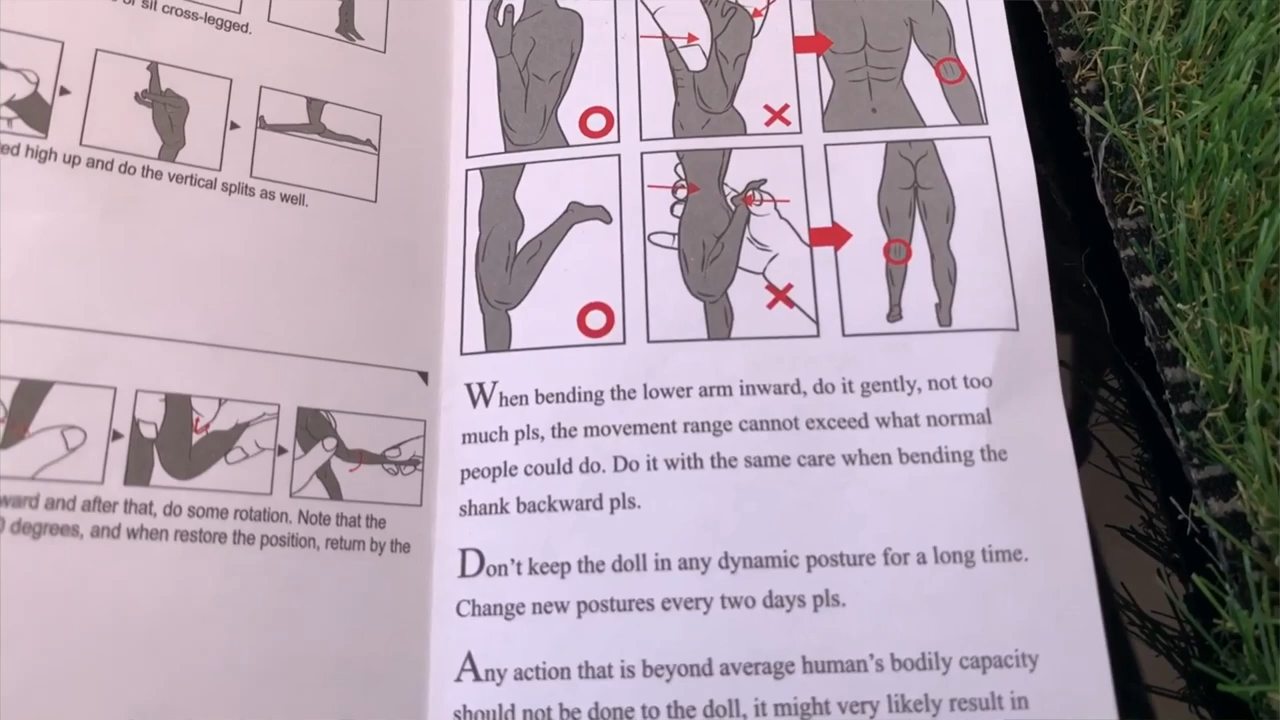 or sit cross-legged.
ed high up and do the vertical splits as well.
ward and after that, do some rotation. Note that the
degrees, and when restore the position, return by the
When bending the lower arm inward, do it gently, not too
much pls, the movement range cannot exceed what normal
people could do. Do it with the same care when bending the
shank backward pls.
Don't keep the doll in any dynamic posture for a long time.
Change new postures every two days pls.
Any action that is beyond average human's bodily capacity
should not be done to the doll, it might very likely result in